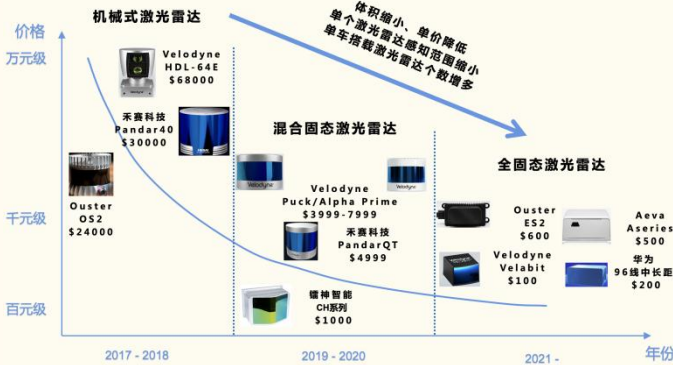 机械式激光雷达
体积缩小、单价降低
单个激光雷达感知范围缩小
单车搭载激光雷达个数增多
价格
万元级
Velodyne
HDL-64E
$68000
禾赛科技
Pandar40
$30000
Ouster
OS2
$24000
混合固态激光雷达
Velodyne
Velodyne
Velodyne
Puck/Alpha Prime
$3999-7999
禾赛科技
PandarQT
$4999
镭神智能
CH系列
$1000
全固态激光雷达
Ouster
ES2
$600
Aeva
Aseries
$500
Velodyne
Velabit
$100
华为
96线中长距
$200
千元级
百元级
2017 - 2018
2019 - 2020
2021 -
年份